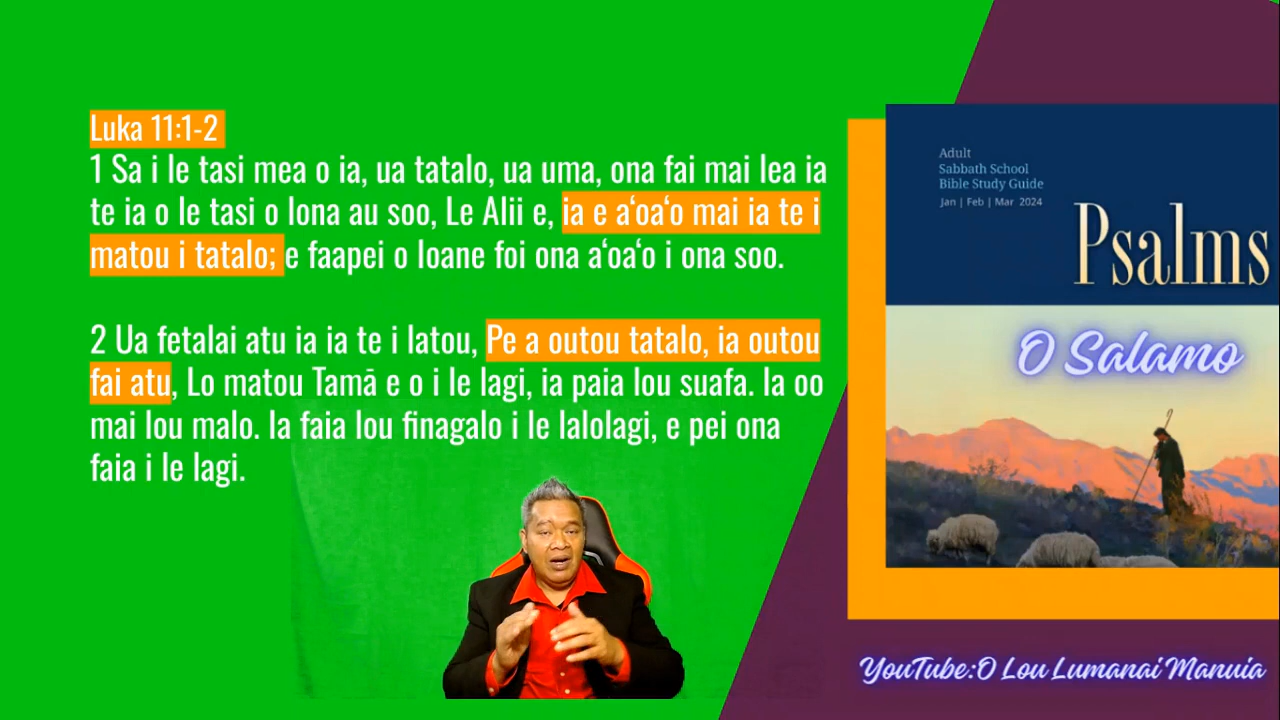 Luka 11:1-2
1 Sa i le tasi mea o ia, ua tatalo, ua uma, ona fai mai lea ia
te ia o le tasi o Iona au soo, Le Alii e, ia e a‘oa‘o mai ia te i
matou i tatalo; e faapei o Ioane foi ona a‘oa‘o i ona soo.
2 Ua fetalai atu ia ia te i latou, Pe a outou tatalo, ia outou
fai atu, Lo matou Tamā e o i le lagi, ia paia lou suafa. Ia oo
mai lou malo. Ia faia lou finagalo i le lalolagi, e pei ona
faia i le lagi.
Adult
Sabbath School
Bible Study Guide
Jan | Feb | Mar 2024
Psalms
O Salamo
YouTube:O Lou Lumanai Manuia